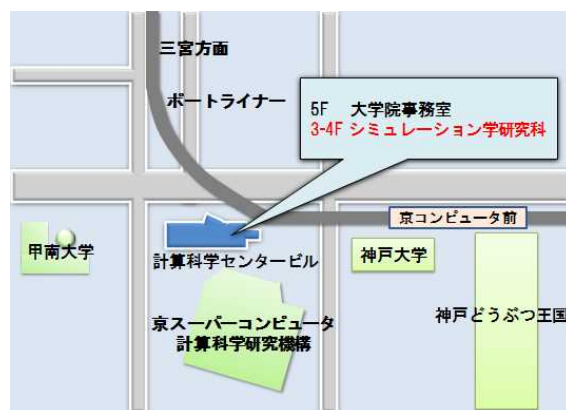 三宮方面
ポートライナー
5F 大学院事務室
3-4F シミュレーション学研究科
京コンピュータ前
甲南大学
計算科学センタービル
神戸大学
京スーパーコンピュータ
計算科学研究機構
神戸どうぶつ王国